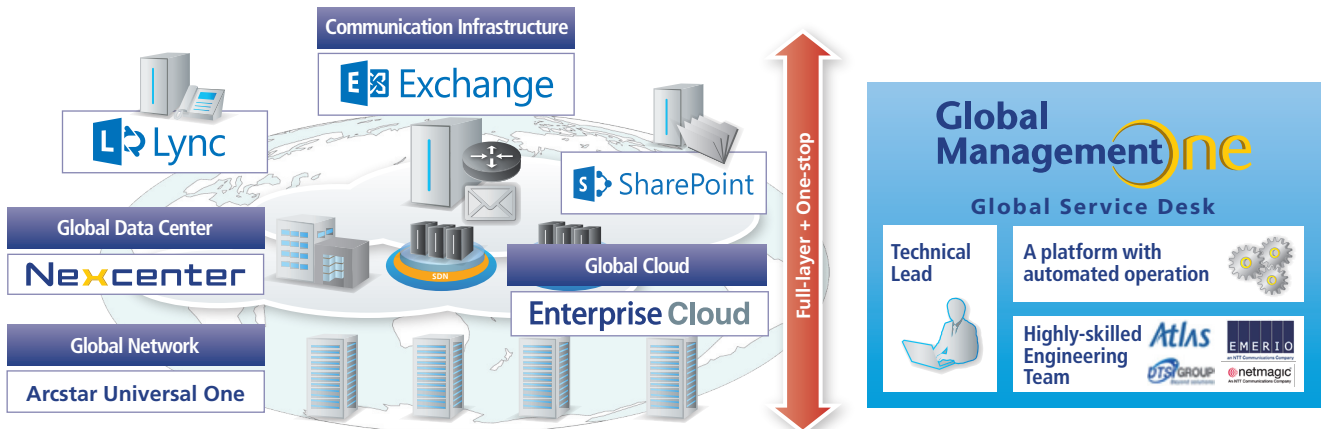 Communication Infrastructure
E Exchange
L Lync
S SharePoint
Global Data Center
Nexcenter
SDN
Global Cloud
Enterprise Cloud
Global Network
Arcstar Universal One
Full-layer + One-stop
Global
Management One
Global Service Desk
Technical
Lead
A platform with
automated operation
Highly-skilled
Engineering
Team
Atlas
EMERIO
an NTT Communications Company
DTSI GROUP
Beyond solutions
netmagic
An NTT Communications Company